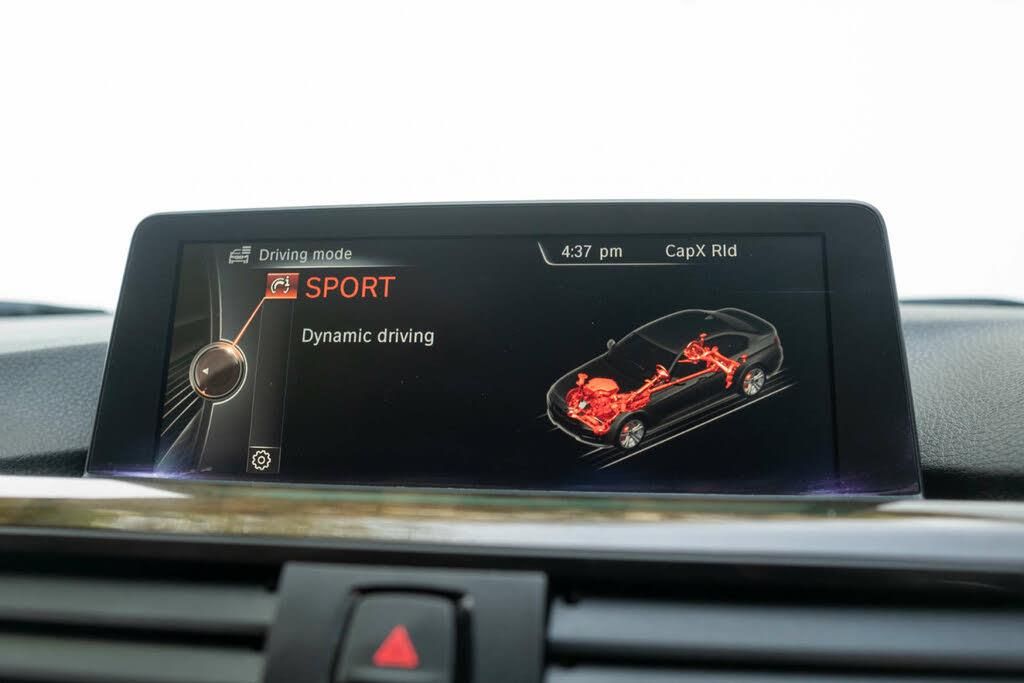 Driving mode
4:37 pm
CapX Rld
SPORT
Dynamic driving